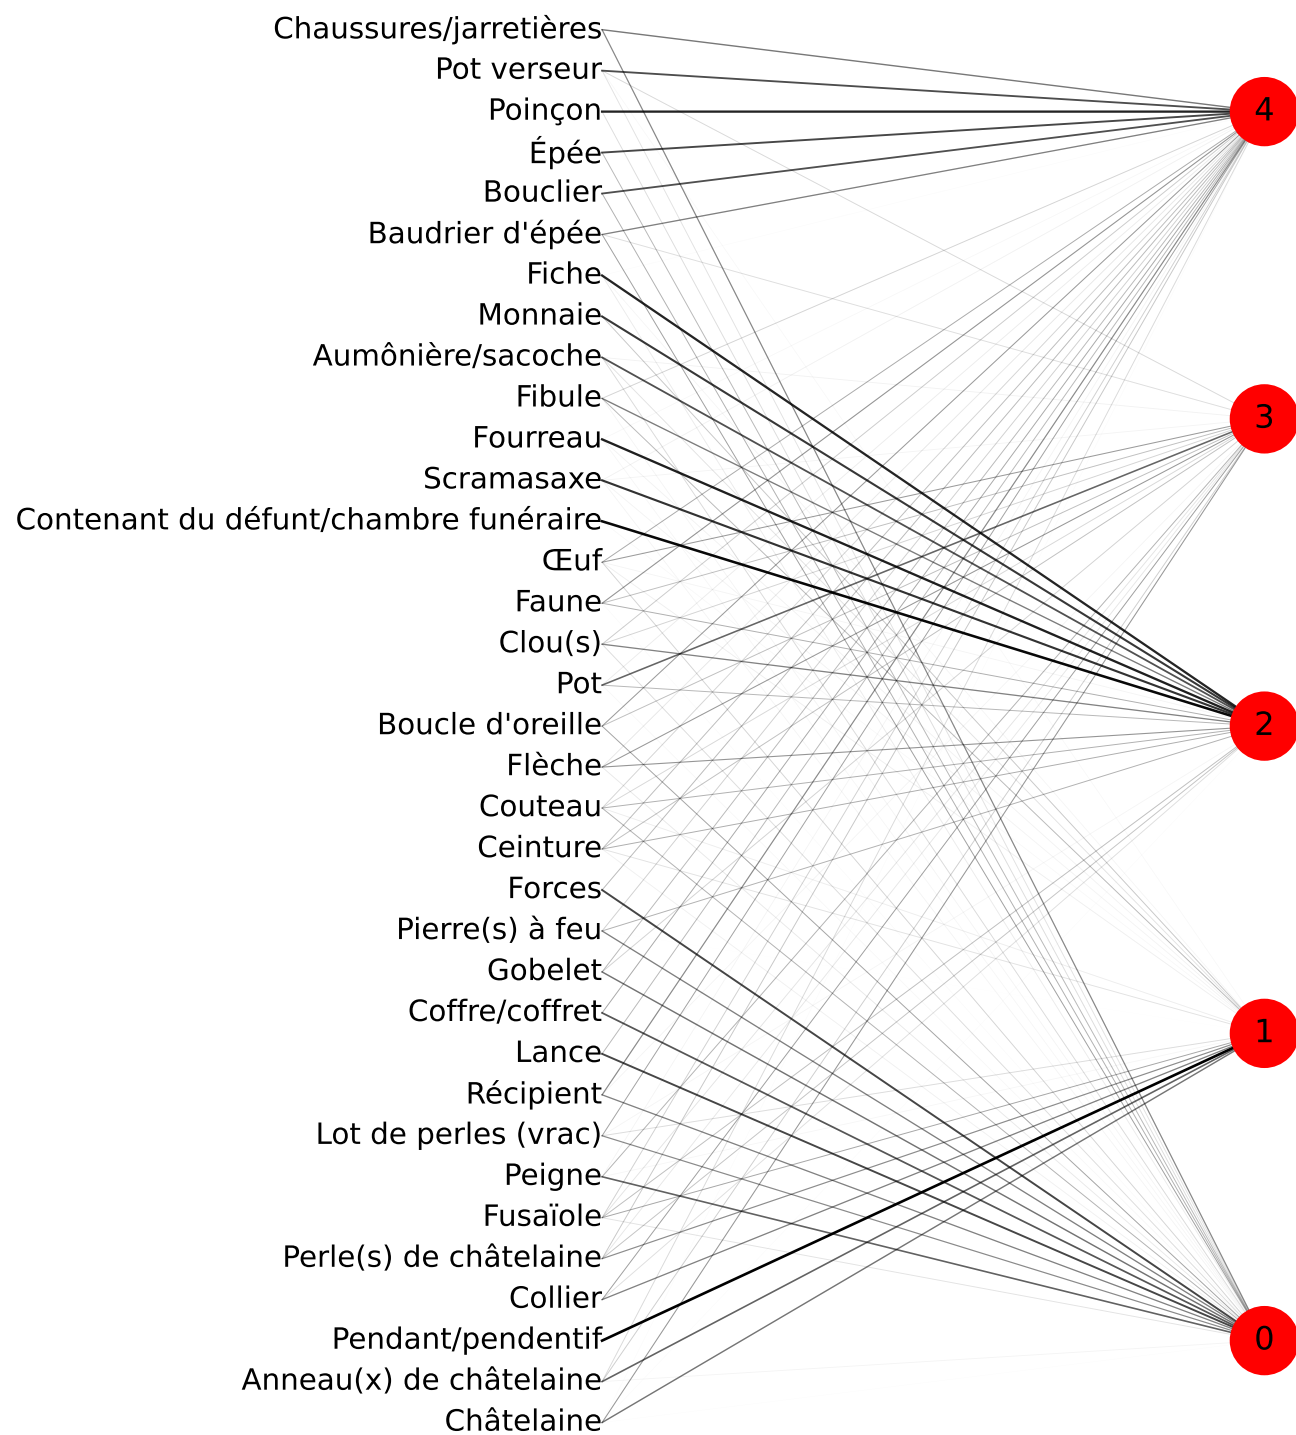 Chaussures/jarretières
Pot verseur
Poinçon
4
Épée
Bouclier
Baudrier d'épée
Fiche
Monnaie
Aumônière/sacoche
Fibule
3
Fourreau
Scramasaxe
Contenant du défunt/chambre funéraire
Œuf
Faune
Clou(s)
Pot
Boucle d'oreille
2
Flèche
Couteau
Ceinture
Forces
Pierre(s) à feu
Gobelet
Coffre/coffret
1
Lance
Récipient
Lot de perles (vrac)
Peigne
Fusaïole
Perle(s) de châtelaine
Collier
Pendant/pendentif
0
Anneau(x) de châtelaine
Châtelaine